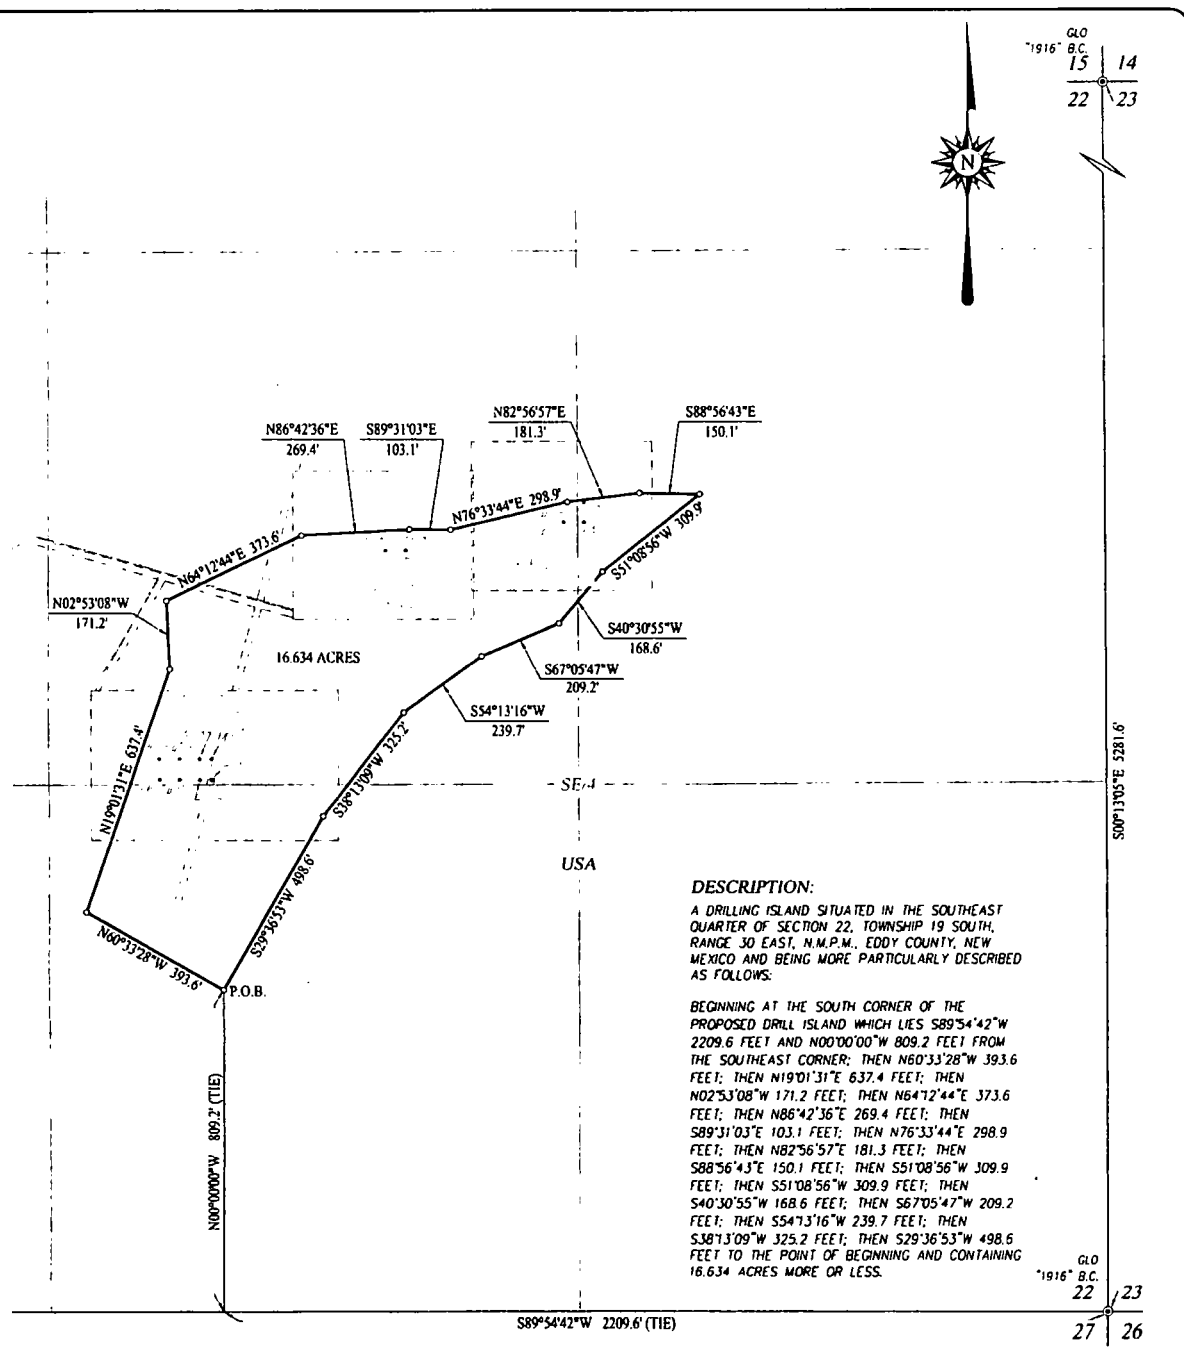 GLO
"1916" B.C.
15 14
22 23
N
N82°56'57"E
181.3'
S88°56'43"E
150.1'
N86°42'36"E
269.4'
S89°31'03"E
103.1'
N76°33'44"E 298.9'
S51°08'56"W 309.9'
N64°12'44"E 373.6'
N02°53'08"W
171.2'
S40°30'55"W
168.6'
16.634 ACRES
S67°05'47"W
209.2'
S54°13'16"W
239.7'
N19°01'31"E 637.4'
S38°13'09"W 325.2'
S00°13'05"E 5281.6'
SE/4
USA
S29°36'53"W 498.6'
N60°33'28"W 393.6'
P.O.B.
N00°00'00"W 809.2' (TIE)
DESCRIPTION:
A DRILLING ISLAND SITUATED IN THE SOUTHEAST
QUARTER OF SECTION 22, TOWNSHIP 19 SOUTH,
RANGE 30 EAST, N.M.P.M., EDDY COUNTY, NEW
MEXICO AND BEING MORE PARTICULARLY DESCRIBED
AS FOLLOWS:
BEGINNING AT THE SOUTH CORNER OF THE
PROPOSED DRILL ISLAND WHICH LIES S89°54'42"W
2209.6 FEET AND N00°00'00"W 809.2 FEET FROM
THE SOUTHEAST CORNER; THEN N60°33'28"W 393.6
FEET; THEN N19°01'31"E 637.4 FEET; THEN
N02°53'08"W 171.2 FEET; THEN N64°12'44"E 373.6
FEET; THEN N86°42'36"E 269.4 FEET; THEN
S89°31'03"E 103.1 FEET; THEN N76°33'44"E 298.9
FEET; THEN N82°56'57"E 181.3 FEET; THEN
S88°56'43"E 150.1 FEET; THEN S51°08'56"W 309.9
FEET; THEN S51°08'56"W 309.9 FEET; THEN
S40°30'55"W 168.6 FEET; THEN S67°05'47"W 209.2
FEET; THEN S54°13'16"W 239.7 FEET; THEN
S38°13'09"W 325.2 FEET; THEN S29°36'53"W 498.6
FEET TO THE POINT OF BEGINNING AND CONTAINING
16.634 ACRES MORE OR LESS.
GLO
"1916" B.C.
22 23
27 26
S89°54'42"W 2209.6' (TIE)